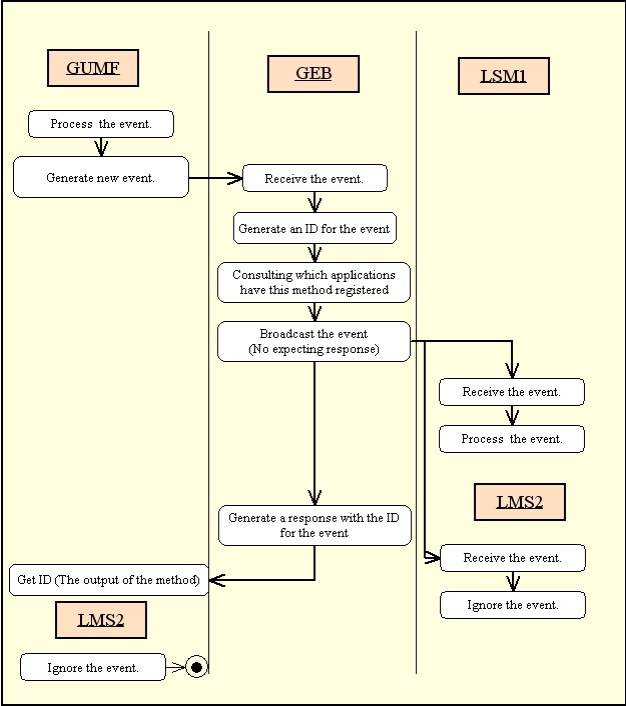 GUMF
GEB
LSM1
Process the event.
Generate new event.
Receive the event.
Generate an ID for the event
Consulting which applications
have this method registered
Broadcast the event
(No expecting response)
Receive the event.
Process the event.
LMS2
Generate a response with the ID
for the event
Receive the event.
Get ID (The output of the method)
Ignore the event.
LMS2
Ignore the event.